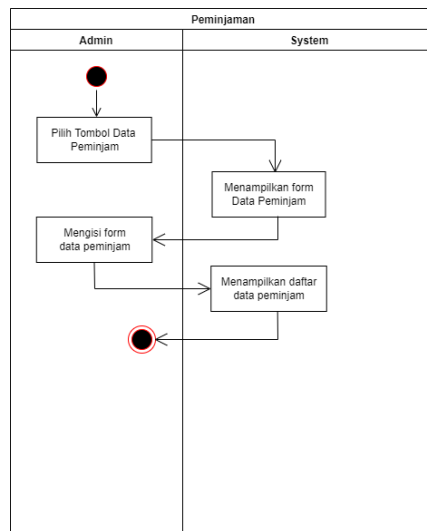 Peminjaman
Admin
System
Pilih Tombol Data
Peminjam
Menampilkan form
Data Peminjam
Mengisi form
data peminjam
Menampilkan daftar
data peminjam